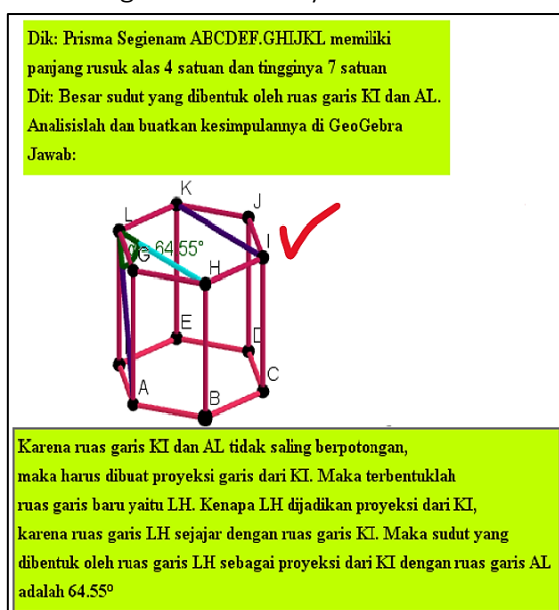 Dik: Prisma Segienam ABCDEF.GHIJKL memiliki
panjang rusuk alas 4 satuan dan tingginya 7 satuan
Dit: Besar sudut yang dibentuk oleh ruas garis KI dan AL.
Analisislah dan buatkan kesimpulannya di GeoGebra
Jawab:
K
J
L
64.55°
I
G
H
E
D
C
A
B
Karena ruas garis KI dan AL tidak saling berpotongan,
maka harus dibuat proyeksi garis dari KI. Maka terbentuklah
ruas garis baru yaitu LH. Kenapa LH dijadikan proyeksi dari KI,
karena ruas garis LH sejajar dengan ruas garis KI. Maka sudut yang
dibentuk oleh ruas garis LH sebagai proyeksi dari KI dengan ruas garis AL
adalah 64.55⁰